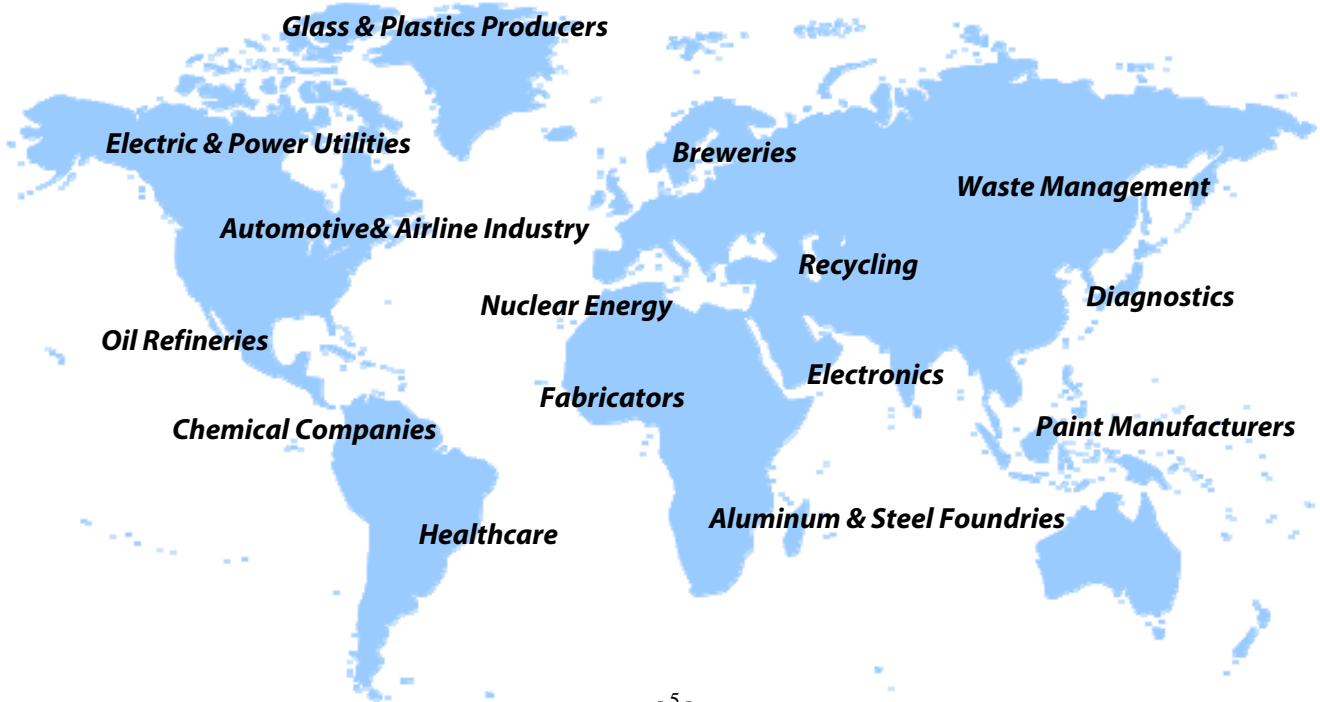 Glass & Plastics Producers
Electric & Power Utilities
Breweries
Waste Management
Automotive& Airline Industry
Recycling
Diagnostics
Nuclear Energy
Oil Refineries
Electronics
Fabricators
Chemical Companies
Paint Manufacturers
Aluminum & Steel Foundries
Healthcare
- 5 -